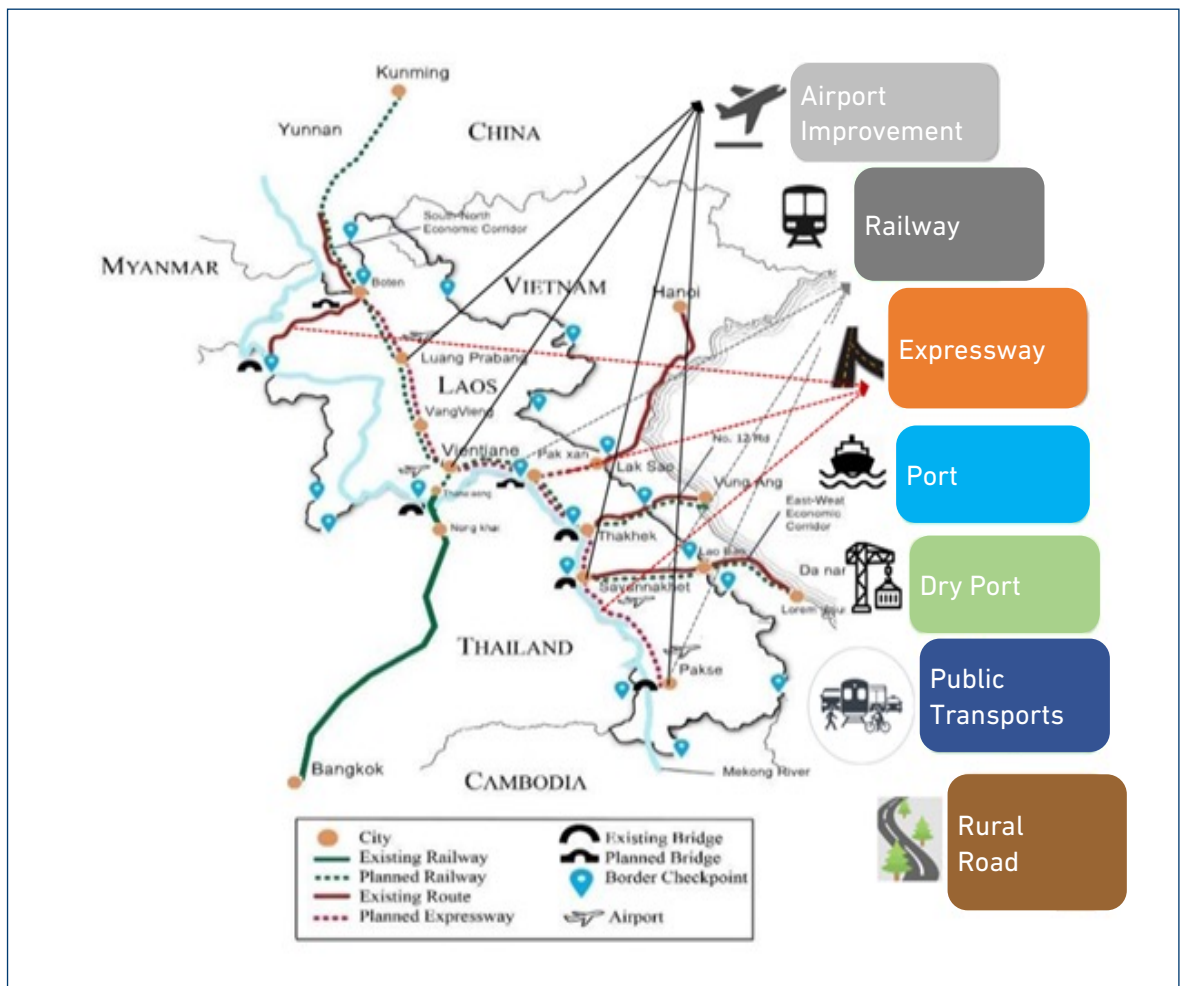 Kunming
Yunnan
CHINA
South-North
Economic Corridor
MYANMAR
Boten
VIETNAM
Hanoi
Luang Prabang
LAOS
VangVieng
Vientiane
Pak xan
Lak Sao
No. 12 Rd
Vung Ang
East-Weat
Economic
Corridor
Nong khai
Thakhek
Lao Bao
Savannakhet
Da nan
THAILAND
Pakse
Bangkok
CAMBODIA
Mekong River
City
Existing Railway
Planned Railway
Existing Route
Planned Expressway
Existing Bridge
Planned Bridge
Border Checkpoint
Airport
Airport
Improvement
Railway
Expressway
Port
Dry Port
Public
Transports
Rural
Road